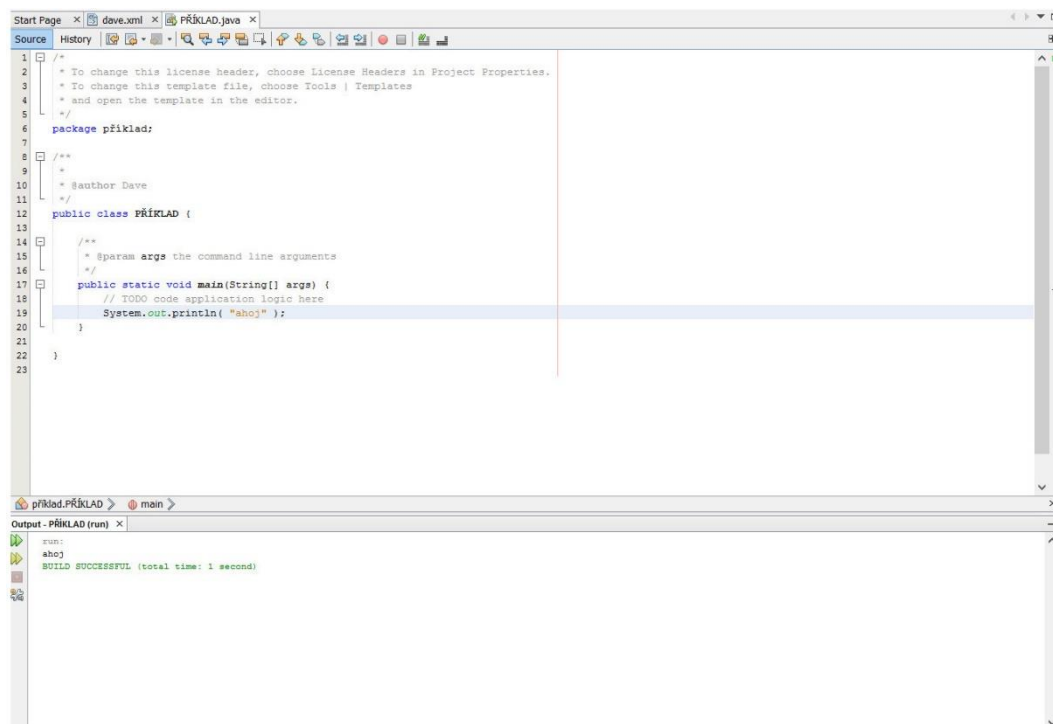 Start Page dave.xml PŘÍKLAD.java
Source History
1 /*
2 * To change this license header, choose License Headers in Project Properties.
3 * To change this template file, choose Tools | Templates
4 * and open the template in the editor.
5 */
6 package příklad;
7
8 /**
9 *
10 * @author Dave
11 */
12 public class PŘÍKLAD {
13
14 /**
15 * @param args the command line arguments
16 */
17 public static void main(String[] args) {
18 // TODO code application logic here
19 System.out.println( "ahoj" );
20 }
21
22 }
23
příklad.PŘÍKLAD main
Output - PŘÍKLAD (run)
run:
ahoj
BUILD SUCCESSFUL (total time: 1 second)